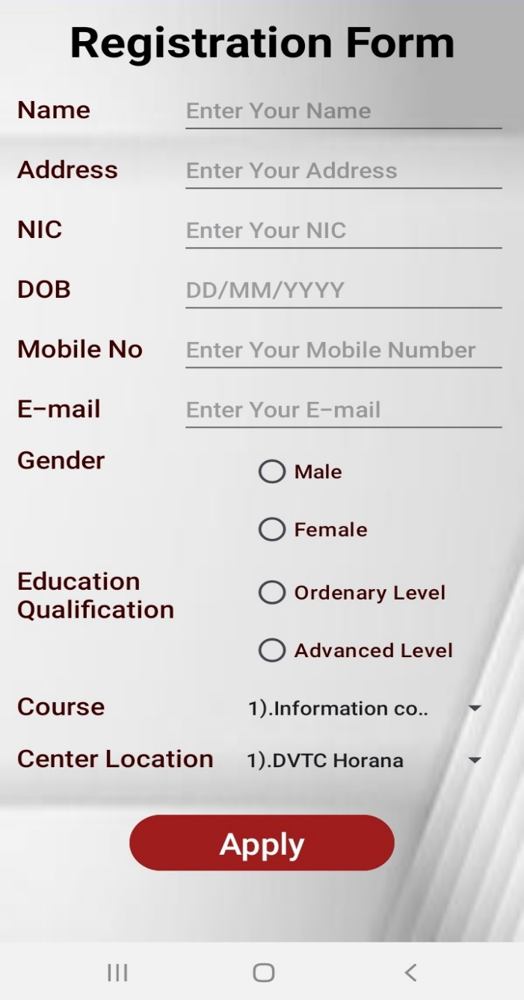 Registration Form
Name Enter Your Name
Address Enter Your Address
NIC Enter Your NIC
DOB DD/MM/YYYY
Mobile No Enter Your Mobile Number
E-mail Enter Your E-mail
Gender
Male
Female
Education
Qualification
Ordenary Level
Advanced Level
Course 1).Information co..
Center Location 1).DVTC Horana
Apply